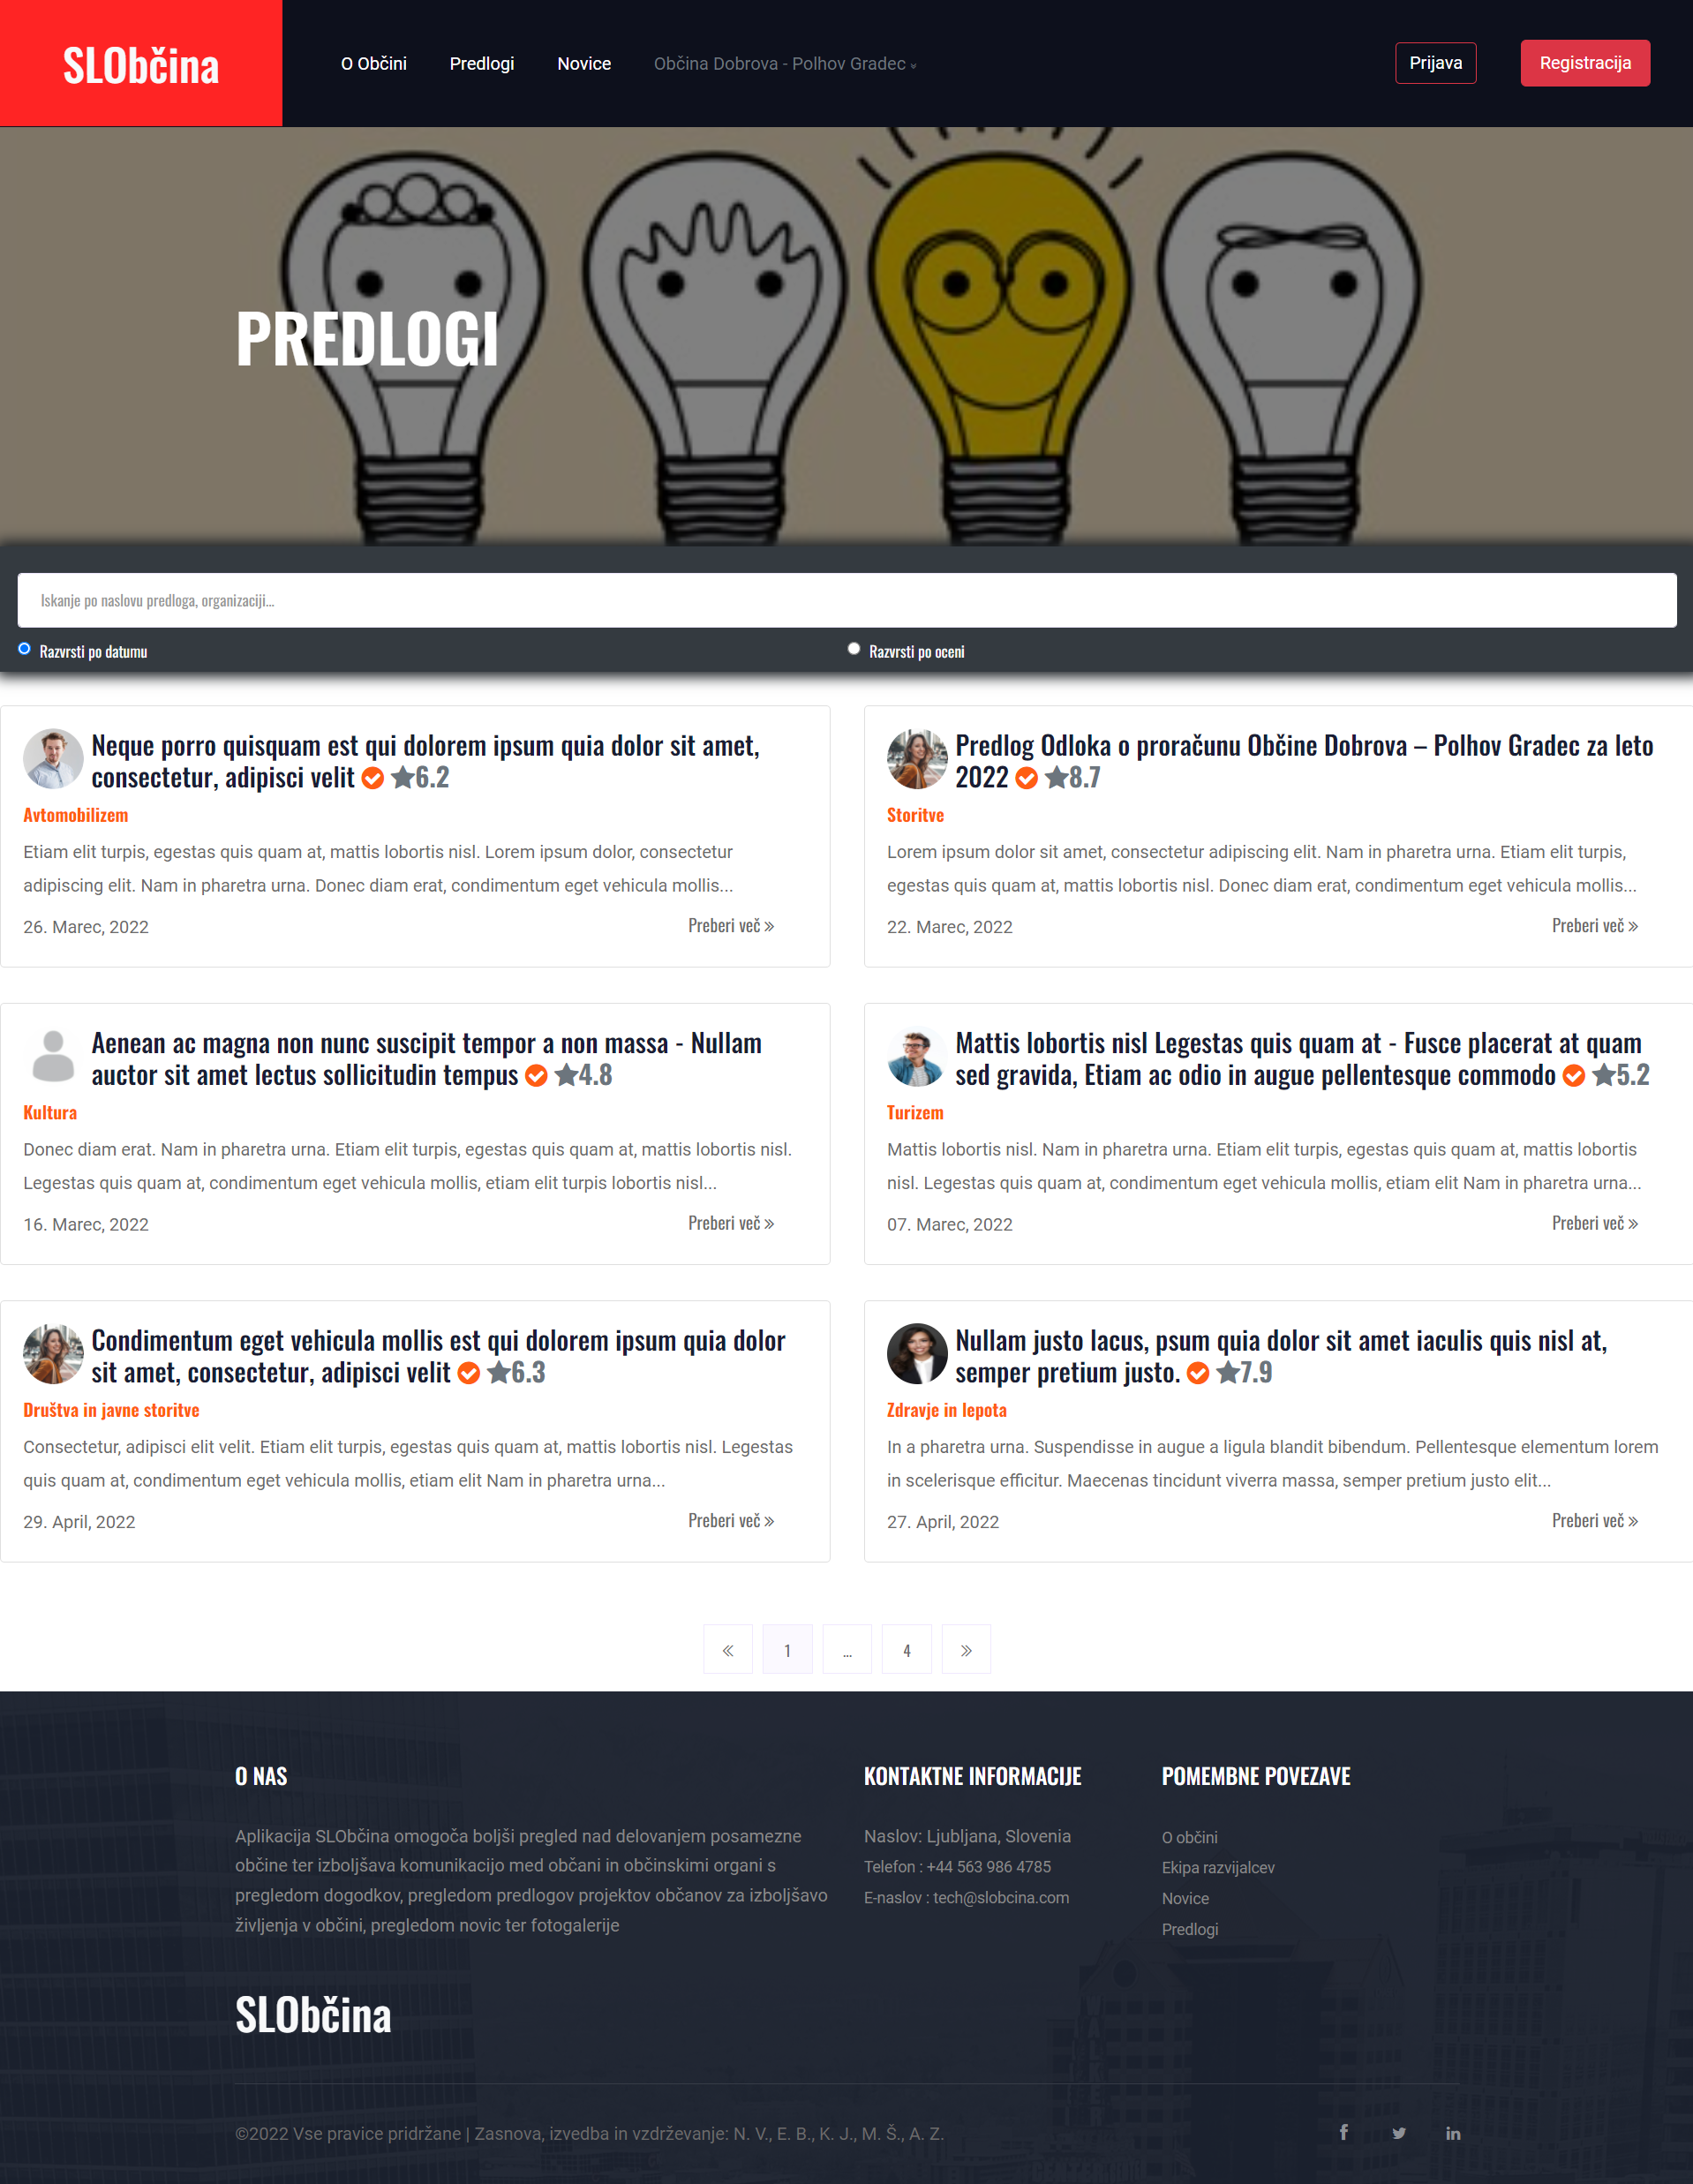 SLObčina
O Občini
Predlogi
Novice
Občina Dobrova - Polhov Gradec
Prijava
Registracija
PREDLOGI
Iskanje po naslovu predloga, organizaciji...
Razvrsti po datumu
Razvrsti po oceni
Neque porro quisquam est qui dolorem ipsum quia dolor sit amet,
consectetur, adipisci velit 6.2
Avtomobilizem
Etiam elit turpis, egestas quis quam at, mattis lobortis nisl. Lorem ipsum dolor, consectetur
adipiscing elit. Nam in pharetra urna. Donec diam erat, condimentum eget vehicula mollis...
26. Marec, 2022
Preberi več »
Predlog Odloka o proračunu Občine Dobrova – Polhov Gradec za leto
2022 8.7
Storitve
Lorem ipsum dolor sit amet, consectetur adipiscing elit. Nam in pharetra urna. Etiam elit turpis,
egestas quis quam at, mattis lobortis nisl. Donec diam erat, condimentum eget vehicula mollis...
22. Marec, 2022
Preberi več »
Aenean ac magna non nunc suscipit tempor a non massa - Nullam
auctor sit amet lectus sollicitudin tempus 4.8
Kultura
Donec diam erat. Nam in pharetra urna. Etiam elit turpis, egestas quis quam at, mattis lobortis nisl.
Legestas quis quam at, condimentum eget vehicula mollis, etiam elit turpis lobortis nisl...
16. Marec, 2022
Preberi več »
Mattis lobortis nisl Legestas quis quam at - Fusce placerat at quam
sed gravida, Etiam ac odio in augue pellentesque commodo 5.2
Turizem
Mattis lobortis nisl. Nam in pharetra urna. Etiam elit turpis, egestas quis quam at, mattis lobortis
nisl. Legestas quis quam at, condimentum eget vehicula mollis, etiam elit Nam in pharetra urna...
07. Marec, 2022
Preberi več »
Condimentum eget vehicula mollis est qui dolorem ipsum quia dolor
sit amet, consectetur, adipisci velit 6.3
Društva in javne storitve
Consectetur, adipisci elit velit. Etiam elit turpis, egestas quis quam at, mattis lobortis nisl. Legestas
quis quam at, condimentum eget vehicula mollis, etiam elit Nam in pharetra urna...
29. April, 2022
Preberi več »
Nullam justo lacus, psum quia dolor sit amet iaculis quis nisl at,
semper pretium justo. 7.9
Zdravje in lepota
In a pharetra urna. Suspendisse in augue a ligula blandit bibendum. Pellentesque elementum lorem
in scelerisque efficitur. Maecenas tincidunt viverra massa, semper pretium justo elit...
27. April, 2022
Preberi več »
« 1 ... 4 »
O NAS
Aplikacija SLObčina omogoča boljši pregled nad delovanjem posamezne
občine ter izboljšava komunikacijo med občani in občinskimi organi s
pregledom dogodkov, pregledom predlogov projektov občanov za izboljšavo
življenja v občini, pregledom novic ter fotogalerije
SLObčina
KONTAKTNE INFORMACIJE
Naslov: Ljubljana, Slovenia
Telefon : +44 563 986 4785
E-naslov : tech@slobcina.com
POMEMBNE POVEZAVE
O občini
Ekipa razvijalcev
Novice
Predlogi
©2022 Vse pravice pridržane | Zasnova, izvedba in vzdrževanje: N. V., E. B., K. J., M. Š., A. Z.